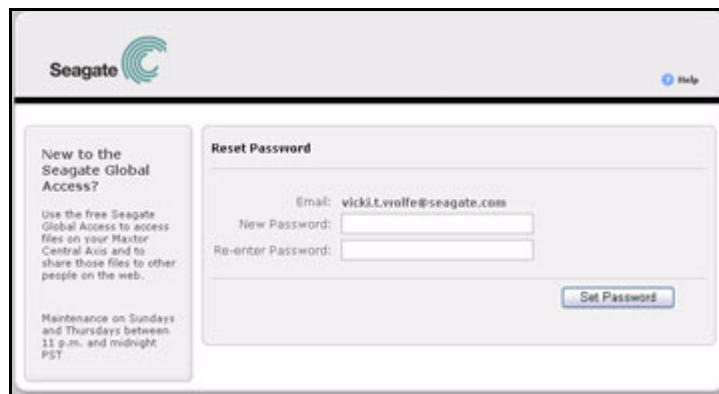 Seagate
Help
New to the
Seagate Global
Access?
Use the free Seagate
Global Access to access
files on your Maxtor
Central Axis and to
share those files to other
people on the web.
Maintenance on Sundays
and Thursdays between
11 p.m. and midnight
PST
Reset Password
Email: vicki.t.wolfe@seagate.com
New Password:
Re-enter Password:
Set Password